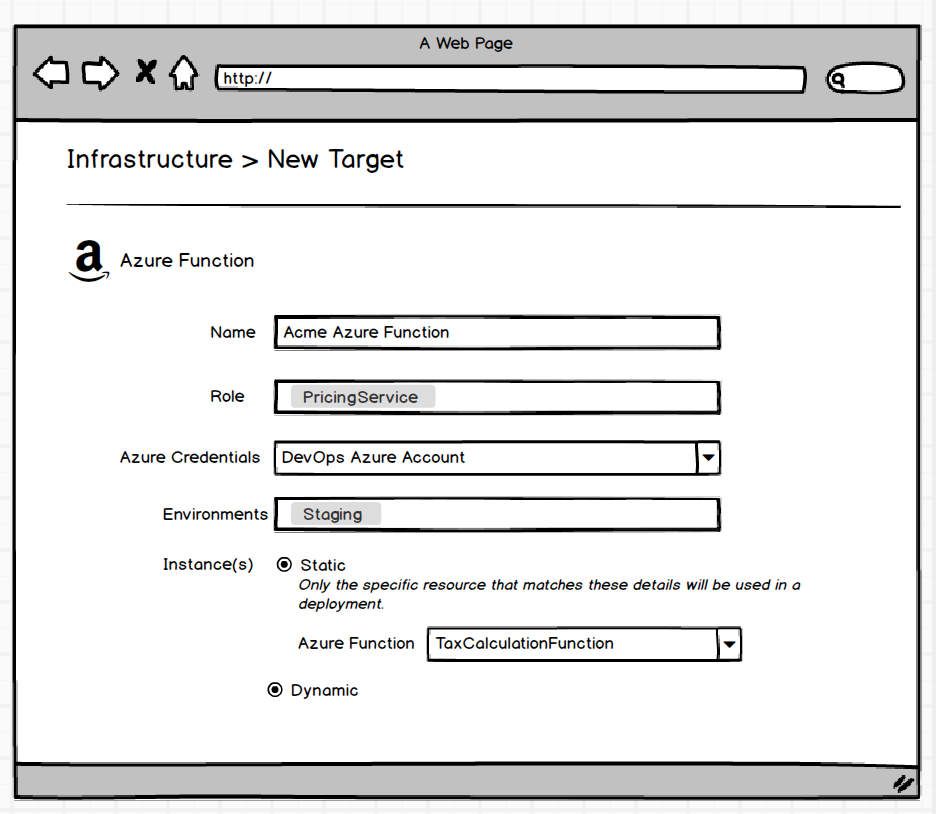 A Web Page
http://
Infrastructure > New Target
a Azure Function
Name Acme Azure Function
Role PricingService
Azure Credentials DevOps Azure Account
Environments Staging
Instance(s) Static
Only the specific resource that matches these details will be used in a
deployment.
Azure Function TaxCalculationFunction
Dynamic